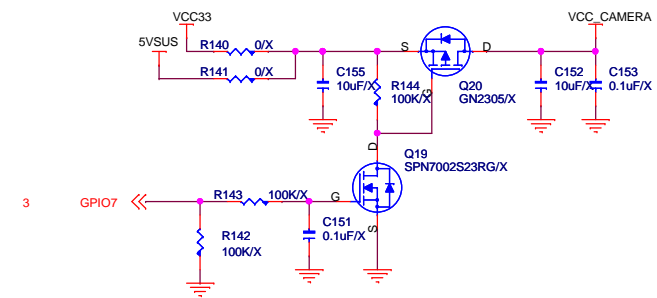 VCC33
VCC_CAMERA
5VSUS
R140 0/X
S
D
R141 0/X
C155
10uF/X
R144
100K/X
G
Q20
GN2305/X
C152
10uF/X
C153
0.1uF/X
D
Q19
SPN7002S23RG/X
3
GPIO7
R143 100K/X
G
C151
0.1uF/X
S
R142
100K/X